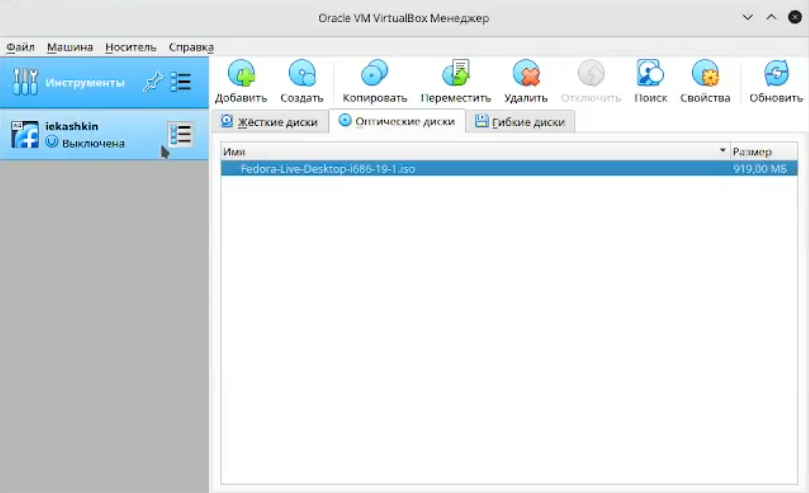 Oracle VM VirtualBox Менеджер
Файл Машина Носитель Справка
Инструменты
Добавить Создать Копировать Переместить Удалить Отключить Поиск Свойства Обновить
iekashkin
Выключена
Жёсткие диски Оптические диски Гибкие диски
Имя Размер
Fedora-Live-Desktop-i686-19-1.iso 919,00 МБ